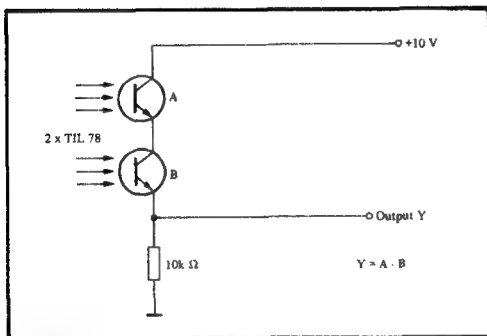 +10 V
A
2 x TIL 78
B
Output Y
10k Ω
Y = A · B